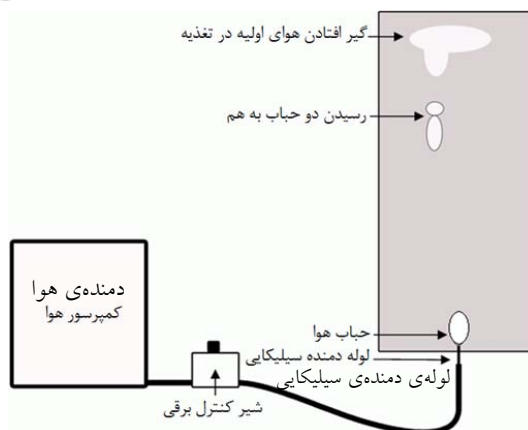 گیر افتادن هوای اولیه در تغذیه
رسیدن دو حباب به هم
دمنده‌ی هوا
کمپرسور هوا
حباب هوا
لوله دمنده سیلیکایی
لوله‌ی دمنده‌ی سیلیکایی
شیر کنترل برقی